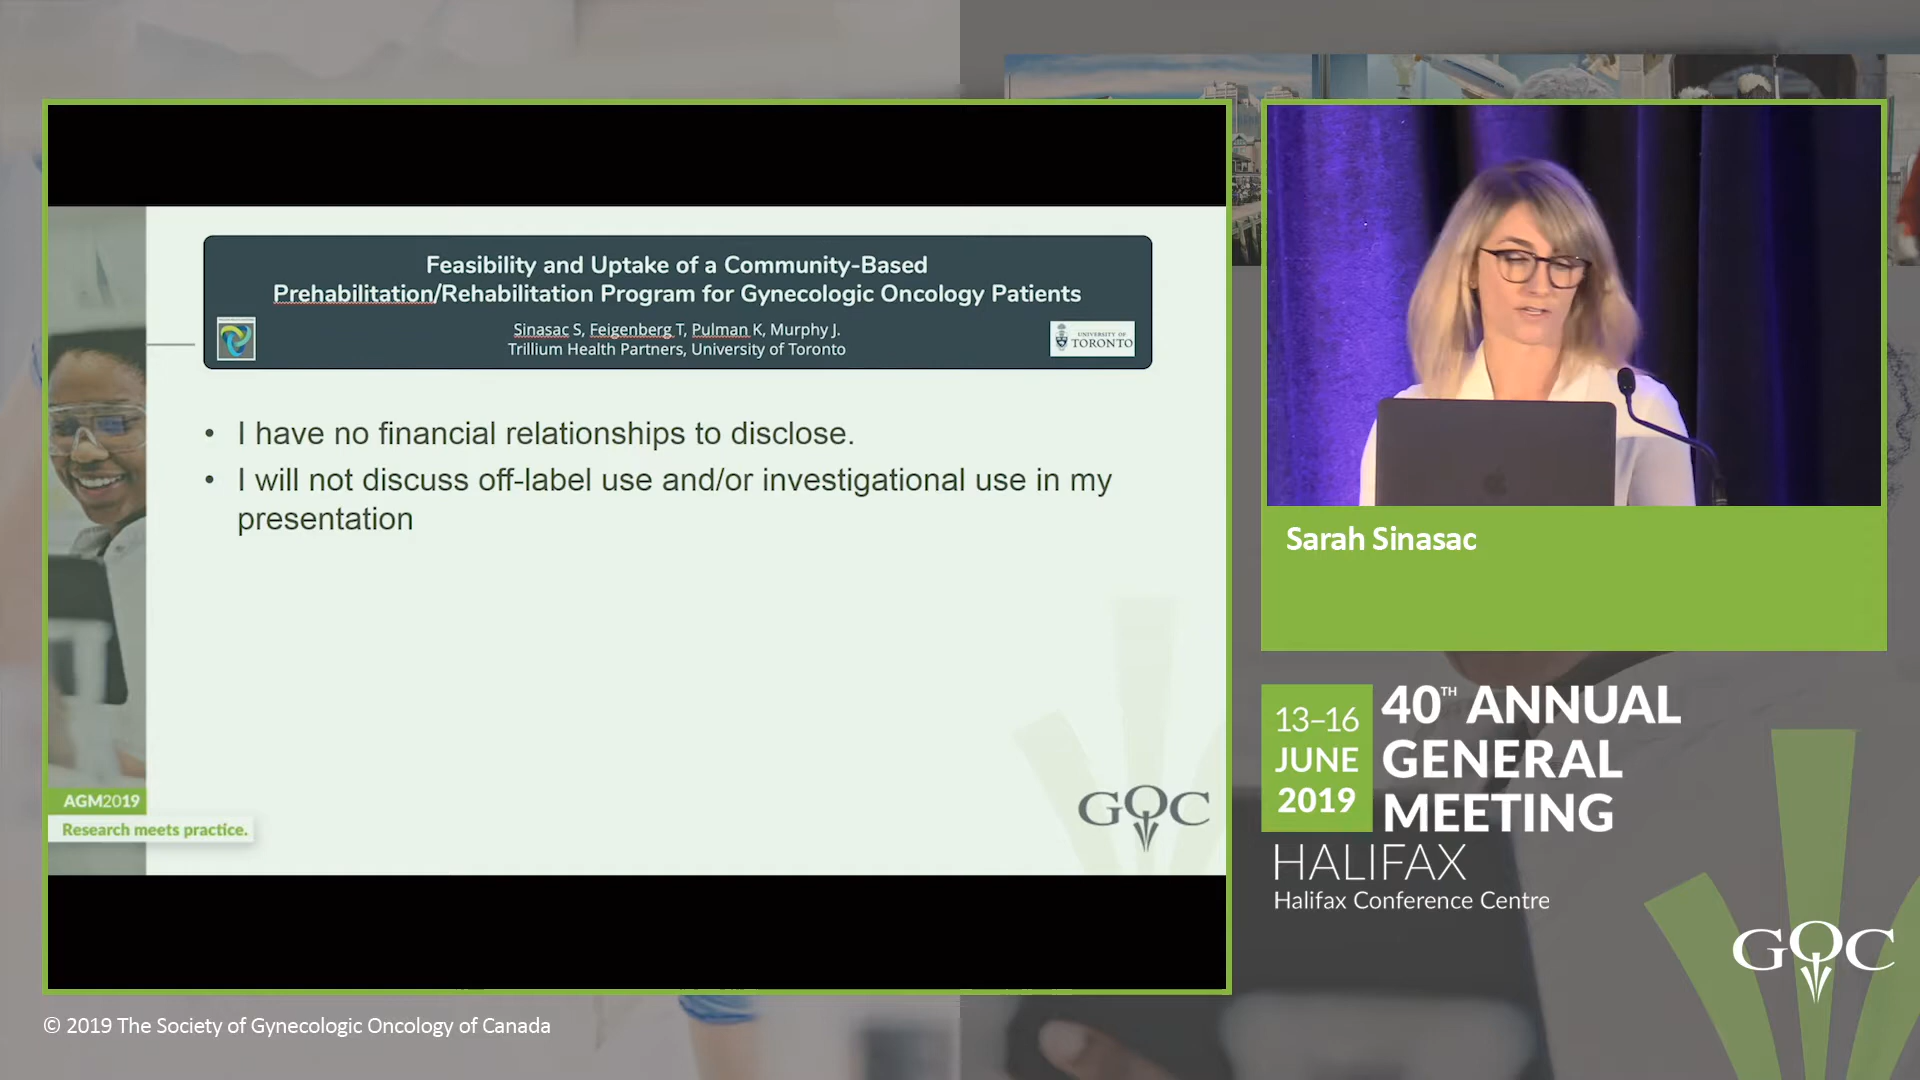 Feasibility and Uptake of a Community-Based
Prehabilitation/Rehabilitation Program for Gynecologic Oncology Patients
Sinasac S, Feigenberg T, Pulman K, Murphy J.
Trillium Health Partners, University of Toronto
UNIVERSITY OF
TORONTO
• I have no financial relationships to disclose.
• I will not discuss off-label use and/or investigational use in my
presentation
AGM2019
Research meets practice.
GOC
Sarah Sinasac
13–16
JUNE
2019
40TH ANNUAL
GENERAL
MEETING
HALIFAX
Halifax Conference Centre
GOC
© 2019 The Society of Gynecologic Oncology of Canada